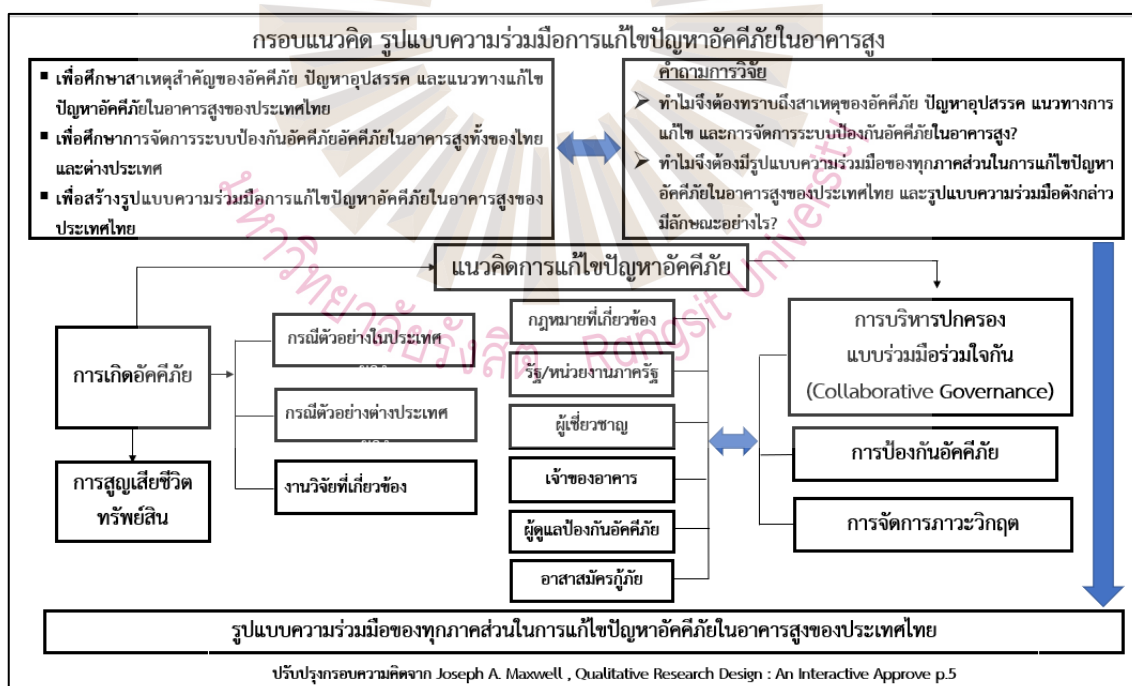 กรอบแนวคิด รูปแบบความร่วมมือการแก้ไขปัญหาอัคคีภัยในอาคารสูง
▪ เพื่อศึกษาสาเหตุสำคัญของอัคคีภัย ปัญหาอุปสรรค และแนวทางแก้ไข
ปัญหาอัคคีภัยในอาคารสูงของประเทศไทย
▪ เพื่อศึกษาการจัดการระบบป้องกันอัคคีภัยอัคคีภัยในอาคารสูงทั้งของไทย
และต่างประเทศ
▪ เพื่อสร้างรูปแบบความร่วมมือการแก้ไขปัญหาอัคคีภัยในอาคารสูงของ
ประเทศไทย
คำถามการวิจัย
➢ ทำไมจึงต้องทราบถึงสาเหตุของอัคคีภัย ปัญหาอุปสรรค แนวทางการ
แก้ไข และการจัดการระบบป้องกันอัคคีภัยในอาคารสูง?
➢ ทำไมจึงต้องมีรูปแบบความร่วมมือของทุกภาคส่วนในการแก้ไขปัญหา
อัคคีภัยในอาคารสูงของประเทศไทย และรูปแบบความร่วมมือดังกล่าว
มีลักษณะอย่างไร?
แนวคิดการแก้ไขปัญหาอัคคีภัย
การเกิดอัคคีภัย
การสูญเสียชีวิต
ทรัพย์สิน
กรณีตัวอย่างในประเทศ
กรณีตัวอย่างต่างประเทศ
งานวิจัยที่เกี่ยวข้อง
กฎหมายที่เกี่ยวข้อง
รัฐ/หน่วยงานภาครัฐ
ผู้เชี่ยวชาญ
เจ้าของอาคาร
ผู้ดูแลป้องกันอัคคีภัย
อาสาสมัครกู้ภัย
การบริหารปกครอง
แบบร่วมมือร่วมใจกัน
(Collaborative Governance)
การป้องกันอัคคีภัย
การจัดการภาวะวิกฤต
รูปแบบความร่วมมือของทุกภาคส่วนในการแก้ไขปัญหาอัคคีภัยในอาคารสูงของประเทศไทย
ปรับปรุงกรอบความคิดจาก Joseph A. Maxwell , Qualitative Research Design : An Interactive Approve p.5
มหาวิทยาลัยรังสิต Rangsit University